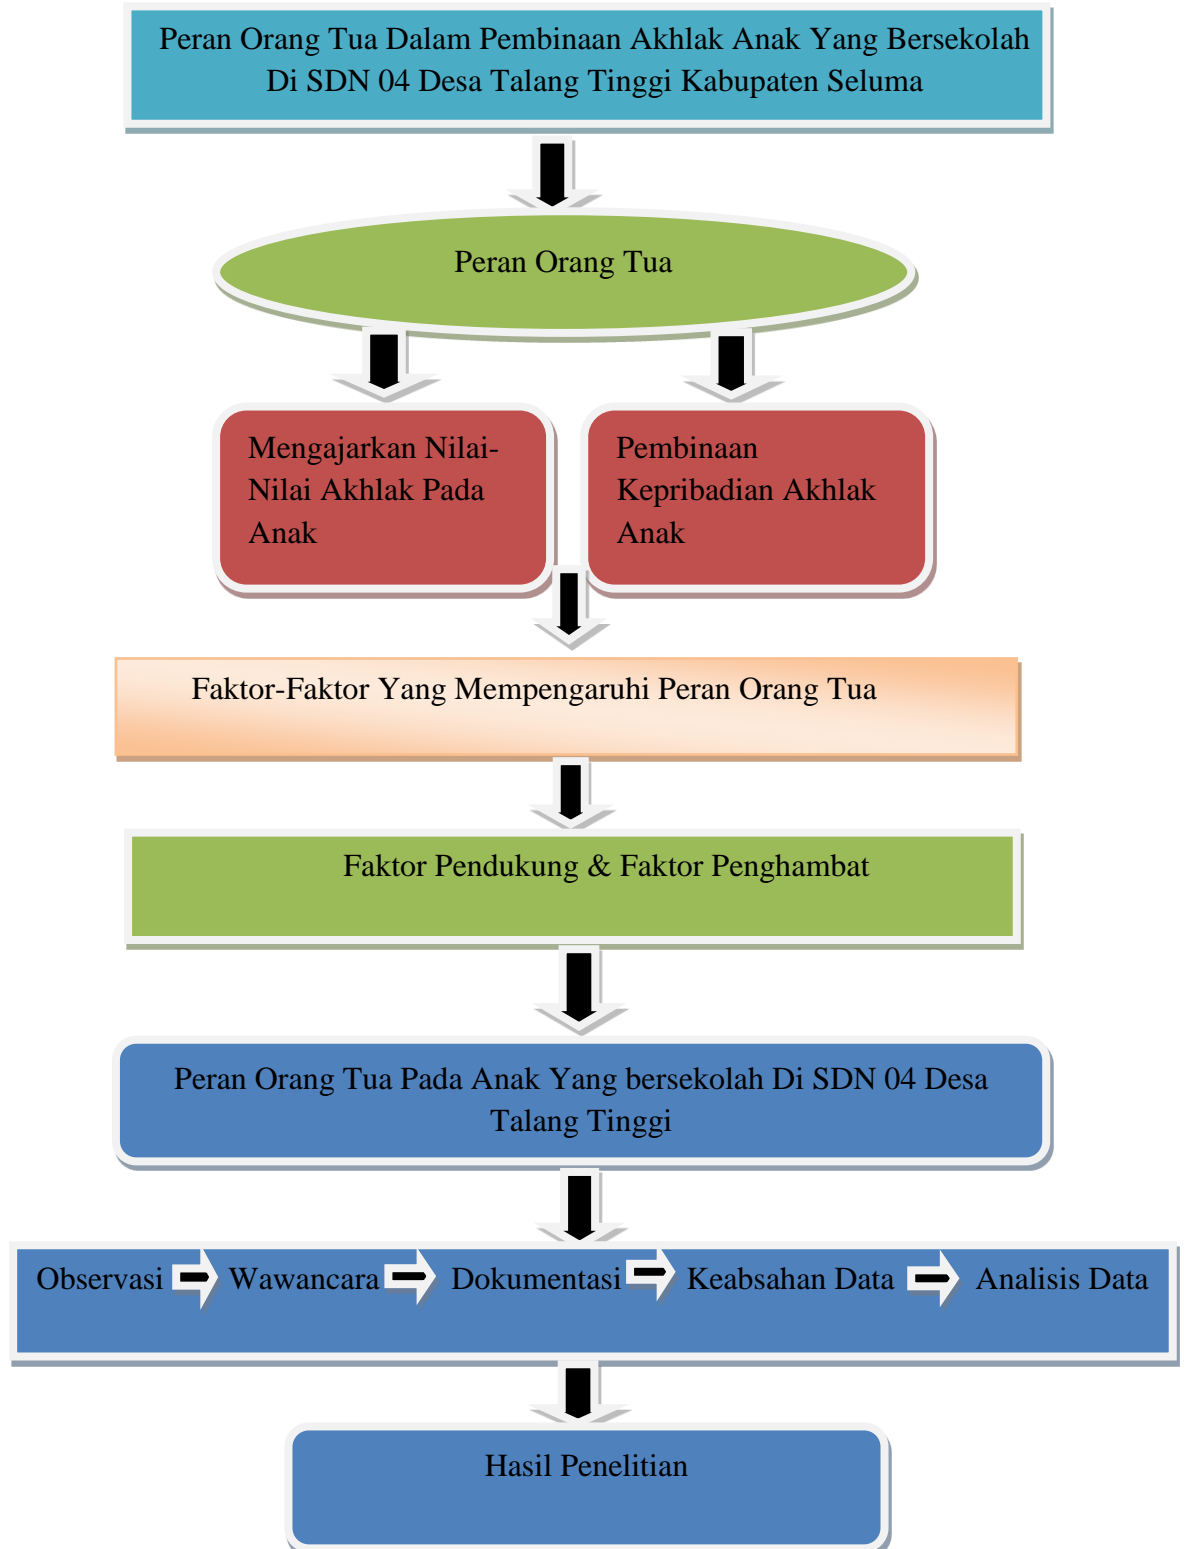 Peran Orang Tua Dalam Pembinaan Akhlak Anak Yang Bersekolah
Di SDN 04 Desa Talang Tinggi Kabupaten Seluma
Peran Orang Tua
Mengajarkan Nilai-
Nilai Akhlak Pada
Anak
Pembinaan
Kepribadian Akhlak
Anak
Faktor-Faktor Yang Mempengaruhi Peran Orang Tua
Faktor Pendukung & Faktor Penghambat
Peran Orang Tua Pada Anak Yang bersekolah Di SDN 04 Desa
Talang Tinggi
Observasi Wawancara Dokumentasi Keabsahan Data Analisis Data
Hasil Penelitian